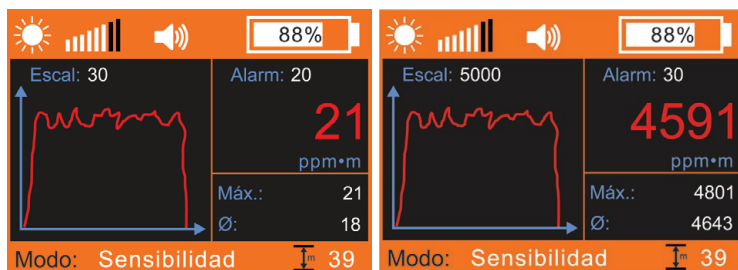 88%
Escal: 30
Alarm: 20
21
ppm•m
Máx.: 21
Ø: 18
Modo: Sensibilidad m 39
88%
Escal: 5000
Alarm: 30
4591
ppm•m
Máx.: 4801
Ø: 4643
Modo: Sensibilidad m 39